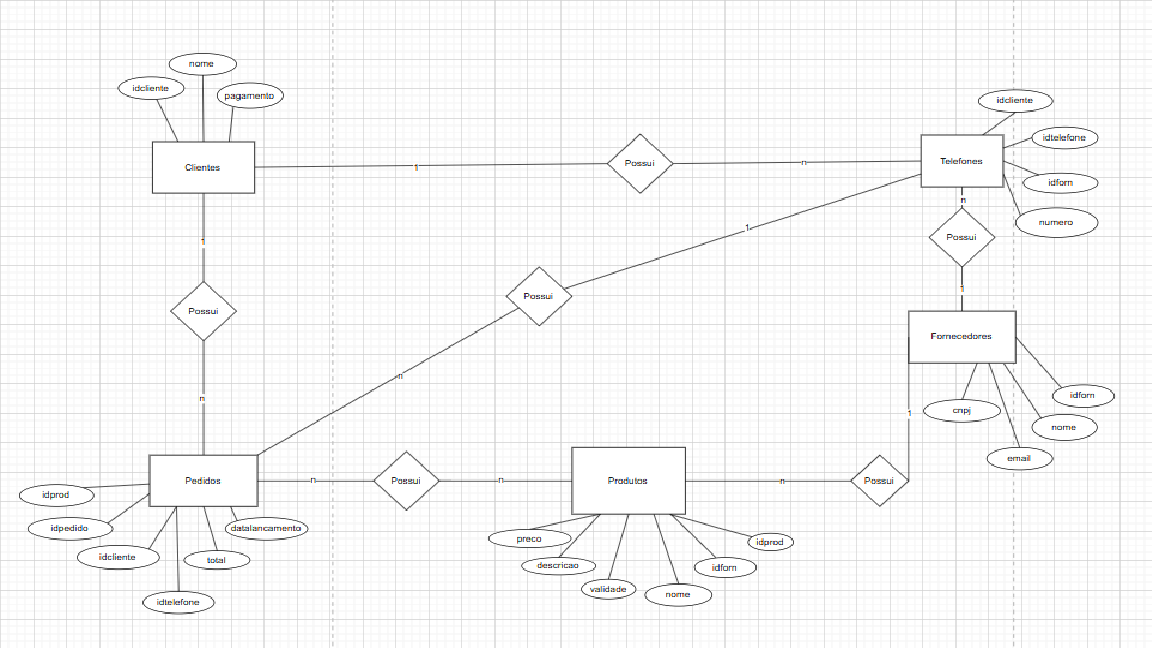 nome
idcliente
pagamento
Clientes
1
Possui
n
Telefones
idcliente
idtelefone
idforn
numero
n
Possui
1
Fornecedores
cnpj
idforn
nome
email
1
Possui
n
1
Possui
n
Pedidos
idprod
idpedido
idcliente
idtelefone
total
datalancamento
n
Possui
n
Produtos
preco
descricao
validade
nome
idforn
idprod
n
Possui
1